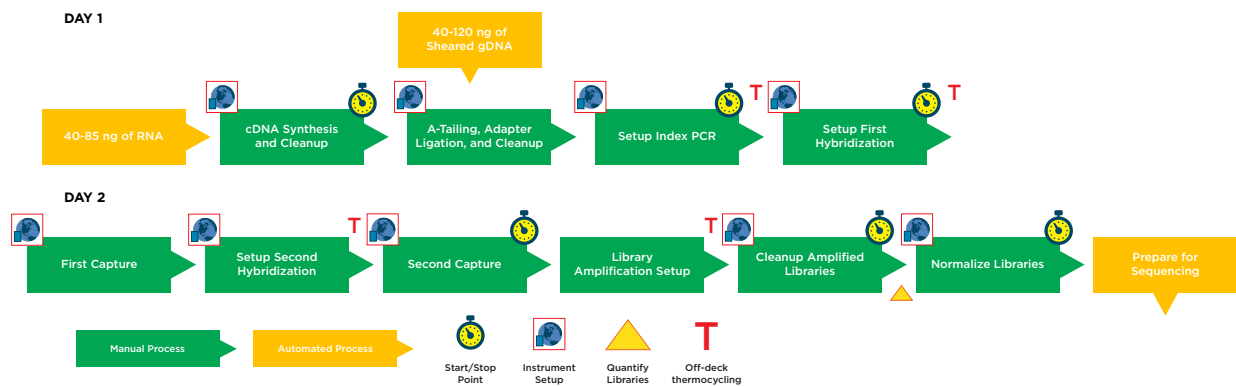 DAY 1
40-120 ng of
Sheared gDNA
T
T
40-85 ng of RNA
cDNA Synthesis
and Cleanup
A-Tailing, Adapter
Ligation, and Cleanup
Setup Index PCR
Setup First
Hybridization
DAY 2
T
T
First Capture
Setup Second
Hybridization
Second Capture
Library
Amplification Setup
Cleanup Amplified
Libraries
Normalize Libraries
Prepare for
Sequencing
Manual Process
Automated Process
T
Start/Stop
Point
Instrument
Setup
Quantify
Libraries
Off-deck
thermocycling